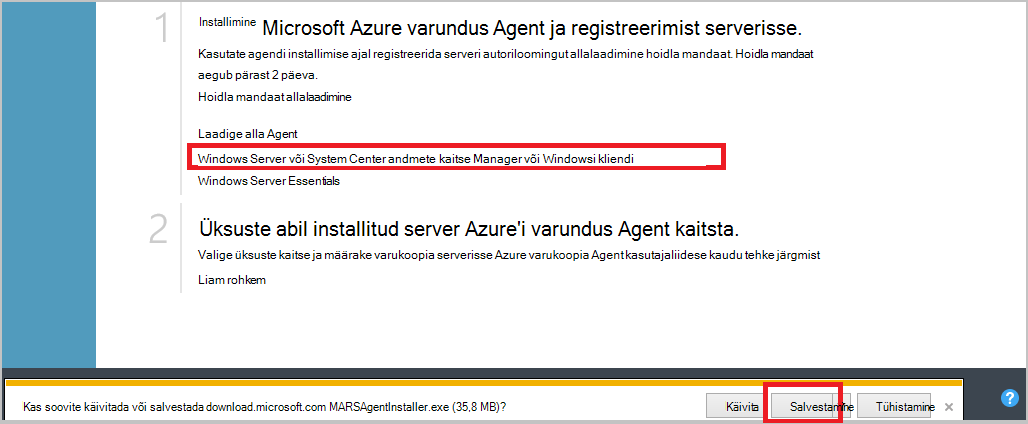 1
Installimine Microsoft Azure varundus Agent ja registreerimist serverisse.
Kasutate agendi installimise ajal registreerida serveri autoriloomingut allalaadimine hoidla mandaat. Hoidla mandaat
aegub pärast 2 päeva.
Hoidla mandaat allalaadimine
Laadige alla Agent
Windows Server või System Center andmete kaitse Manager või Windowsi kliendi
Windows Server Essentials
2
Üksuste abil installitud server Azure'i varundus Agent kaitsta.
Valige üksuste kaitse ja määrake varukoopia serverisse Azure varukoopia Agent kasutajaliidese kaudu tehke järgmist
Liam rohkem
Kas soovite käivitada või salvestada download.microsoft.com MARSAgentInstaller.exe (35,8 MB)?
Käivita
Salvestamine
Tühistamine
×
?